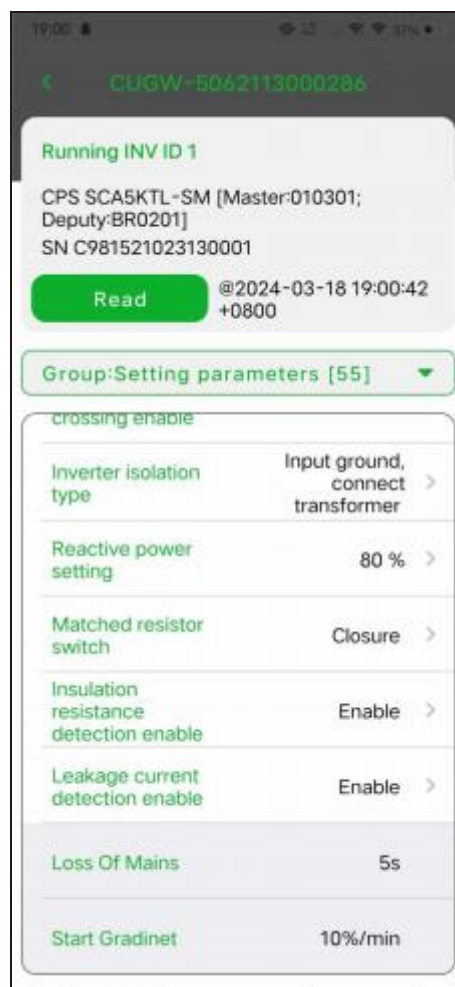 19:00
37%
CUGW-5062113000286
Running INV ID 1
CPS SCA5KTL-SM [Master:010301;
Deputy:BR0201]
SN C981521023130001
Read
@2024-03-18 19:00:42
+0800
Group:Setting parameters [55]
crossing enable
Inverter isolation
type
Input ground,
connect
transformer
Reactive power
setting
80 %
Matched resistor
switch
Closure
Insulation
resistance
detection enable
Enable
Leakage current
detection enable
Enable
Loss Of Mains
5s
Start Gradinet
10%/min